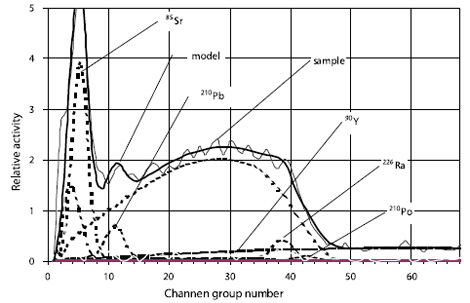 5
4
3
2
1
0
Relative activity
⁸⁵Sr
model
²¹⁰Pb
sample
⁹⁰Y
²²⁶Ra
²¹⁰Po
0 10 20 30 40 50 60
Channen group number